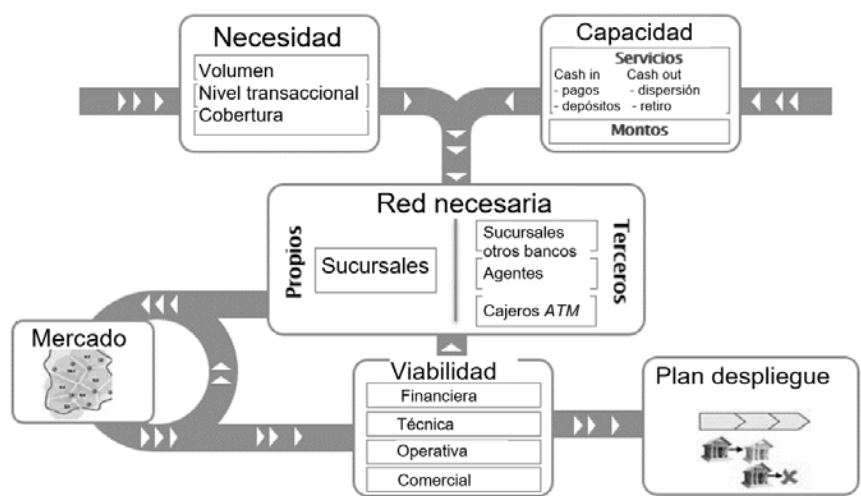 Necesidad
Volumen
Nivel transaccional
Cobertura
Capacidad
Servicios
Cash in Cash out
- pagos - dispersión
- depósitos - retiro
Montos
Red necesaria
Propios
Sucursales
Sucursales
otros bancos
Agentes
Cajeros ATM
Terceros
Mercado
Viabilidad
Financiera
Técnica
Operativa
Comercial
Plan despliegue